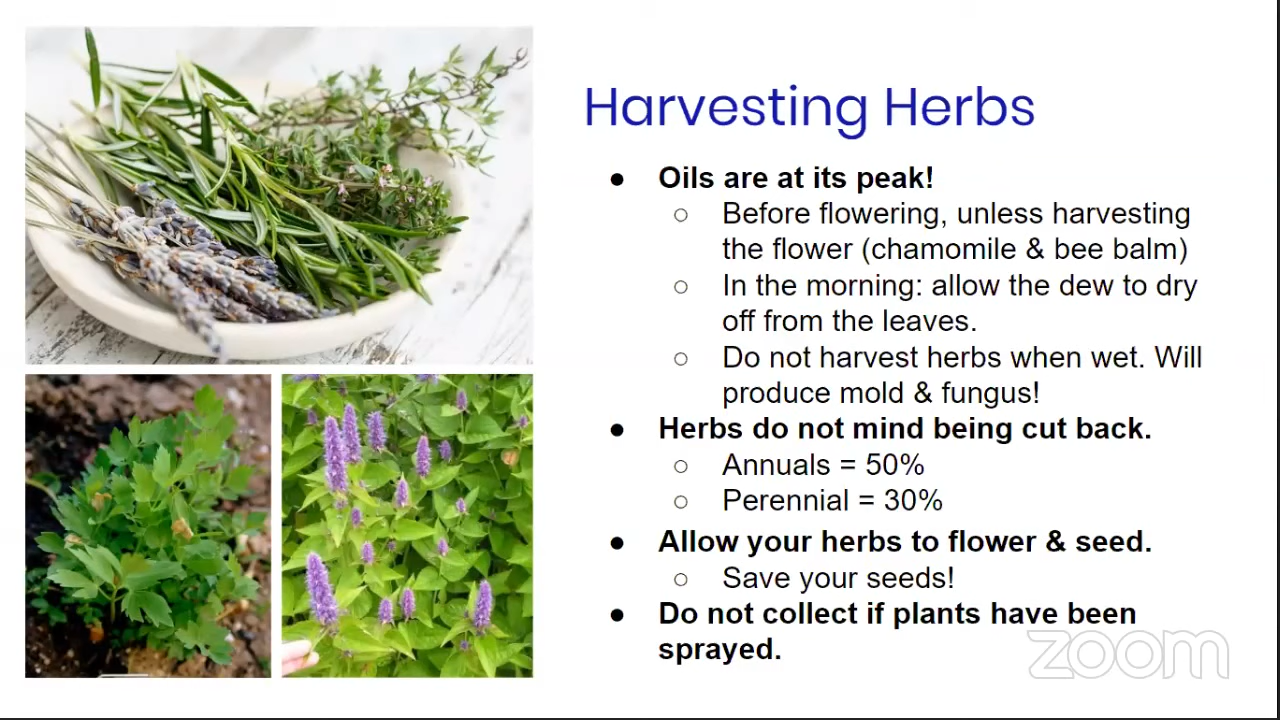 Harvesting Herbs
● Oils are at its peak!
○ Before flowering, unless harvesting
the flower (chamomile & bee balm)
○ In the morning: allow the dew to dry
off from the leaves.
○ Do not harvest herbs when wet. Will
produce mold & fungus!
● Herbs do not mind being cut back.
○ Annuals = 50%
○ Perennial = 30%
● Allow your herbs to flower & seed.
○ Save your seeds!
● Do not collect if plants have been
sprayed.
zoom